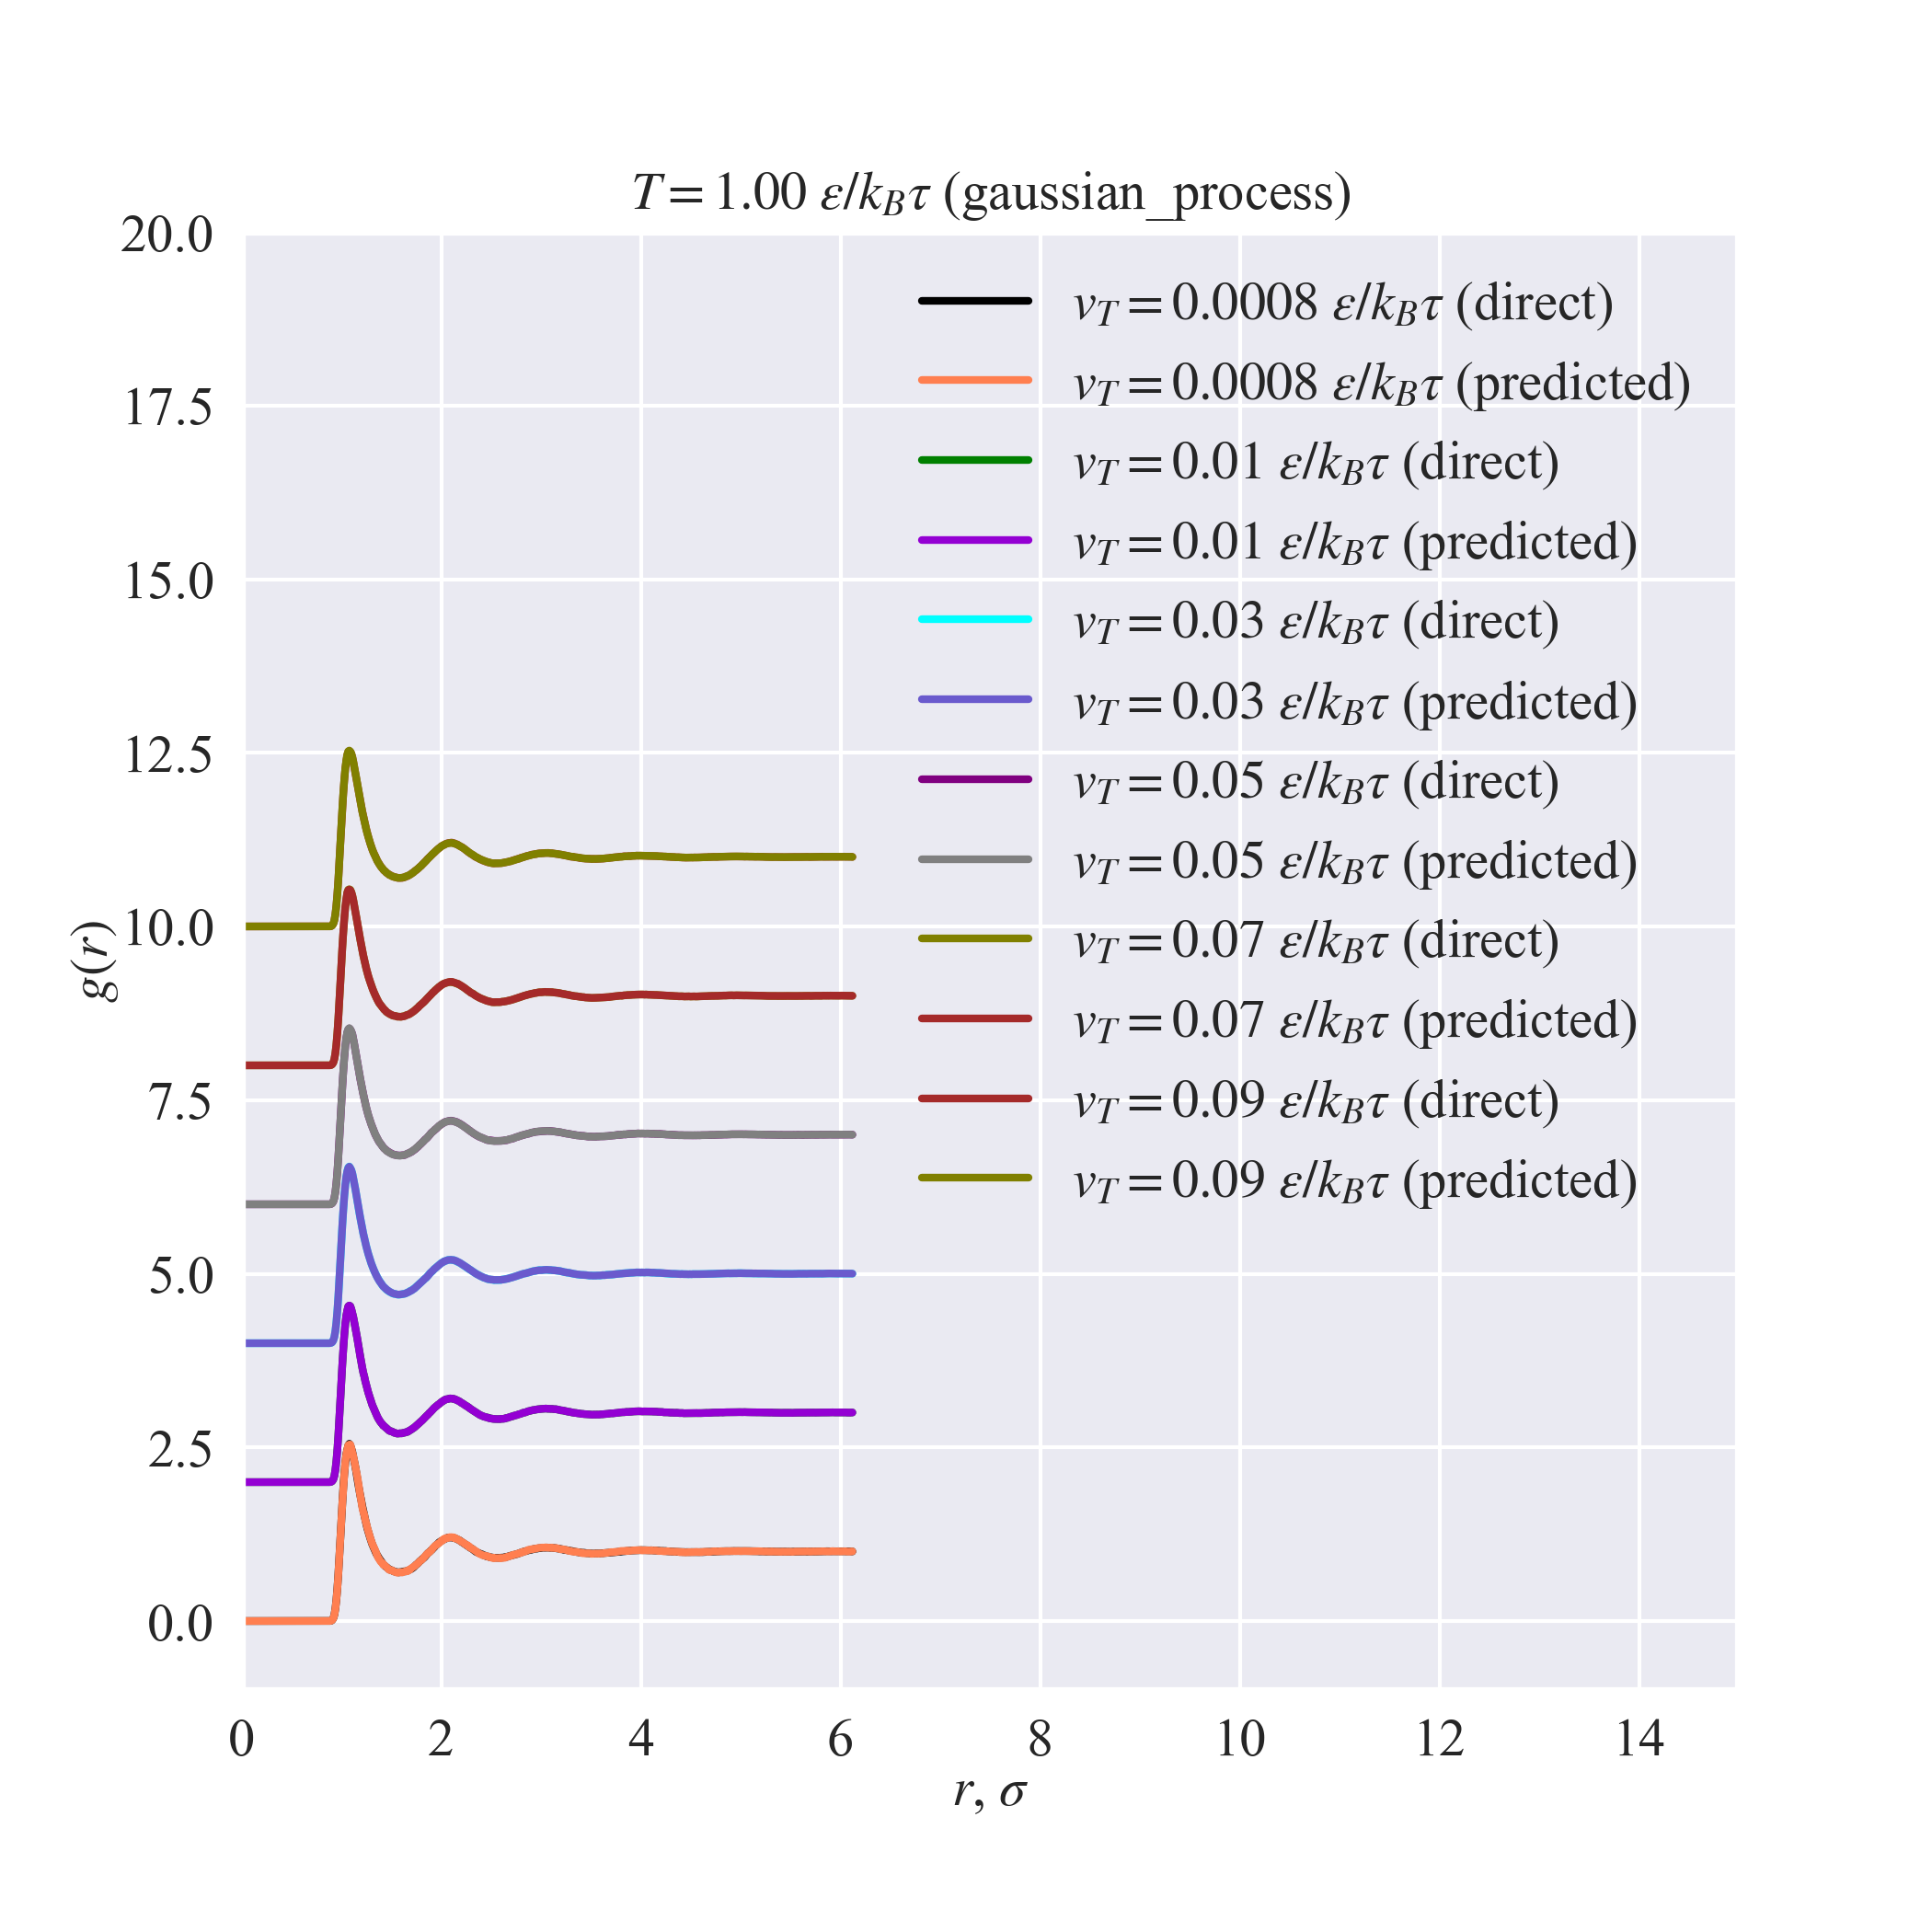 T = 1.00 ε/k_Bτ (gaussian_process)
20.0
17.5
15.0
12.5
10.0
7.5
5.0
2.5
0.0
g(r)
v_T = 0.0008 ε/k_Bτ (direct)
v_T = 0.0008 ε/k_Bτ (predicted)
v_T = 0.01 ε/k_Bτ (direct)
v_T = 0.01 ε/k_Bτ (predicted)
v_T = 0.03 ε/k_Bτ (direct)
v_T = 0.03 ε/k_Bτ (predicted)
v_T = 0.05 ε/k_Bτ (direct)
v_T = 0.05 ε/k_Bτ (predicted)
v_T = 0.07 ε/k_Bτ (direct)
v_T = 0.07 ε/k_Bτ (predicted)
v_T = 0.09 ε/k_Bτ (direct)
v_T = 0.09 ε/k_Bτ (predicted)
0 2 4 6 8 10 12 14
r, σ